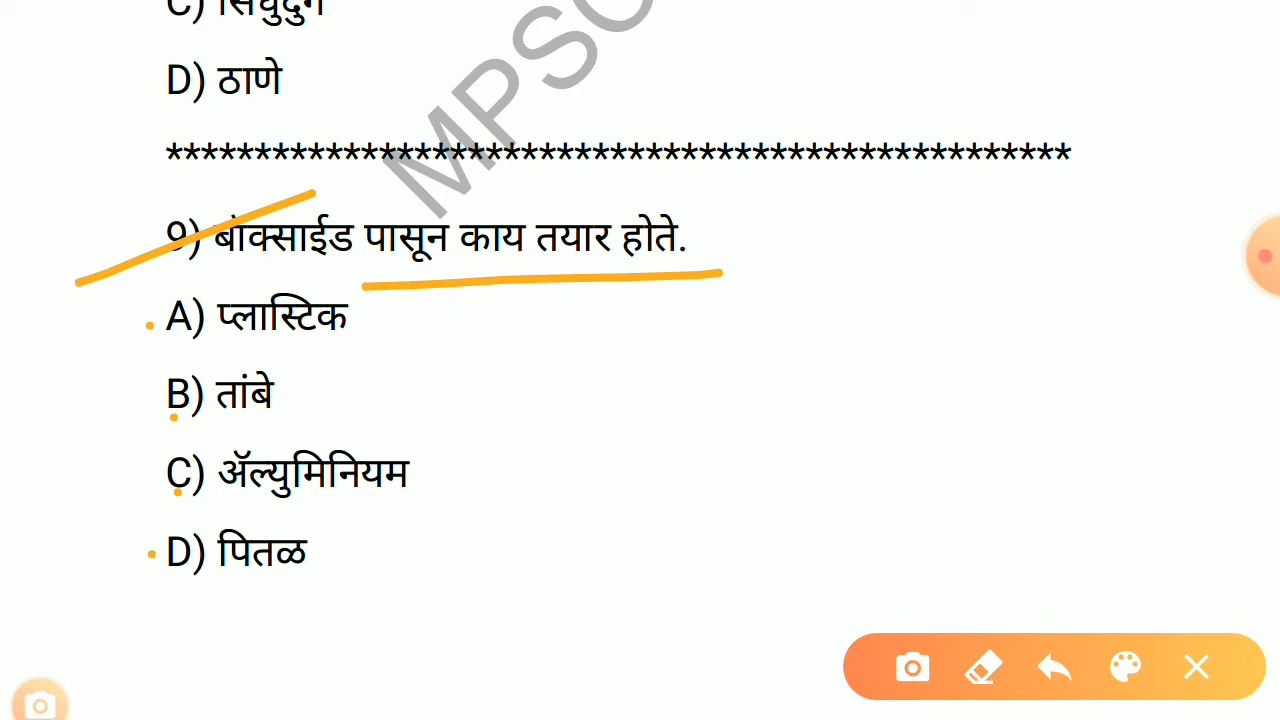 C) सिंधुदुर्ग
D) ठाणे
MPSC
***************************************************
9) बोक्साईड पासून काय तयार होते.
A) प्लास्टिक
B) तांबे
C) ॲल्युमिनियम
D) पितळ